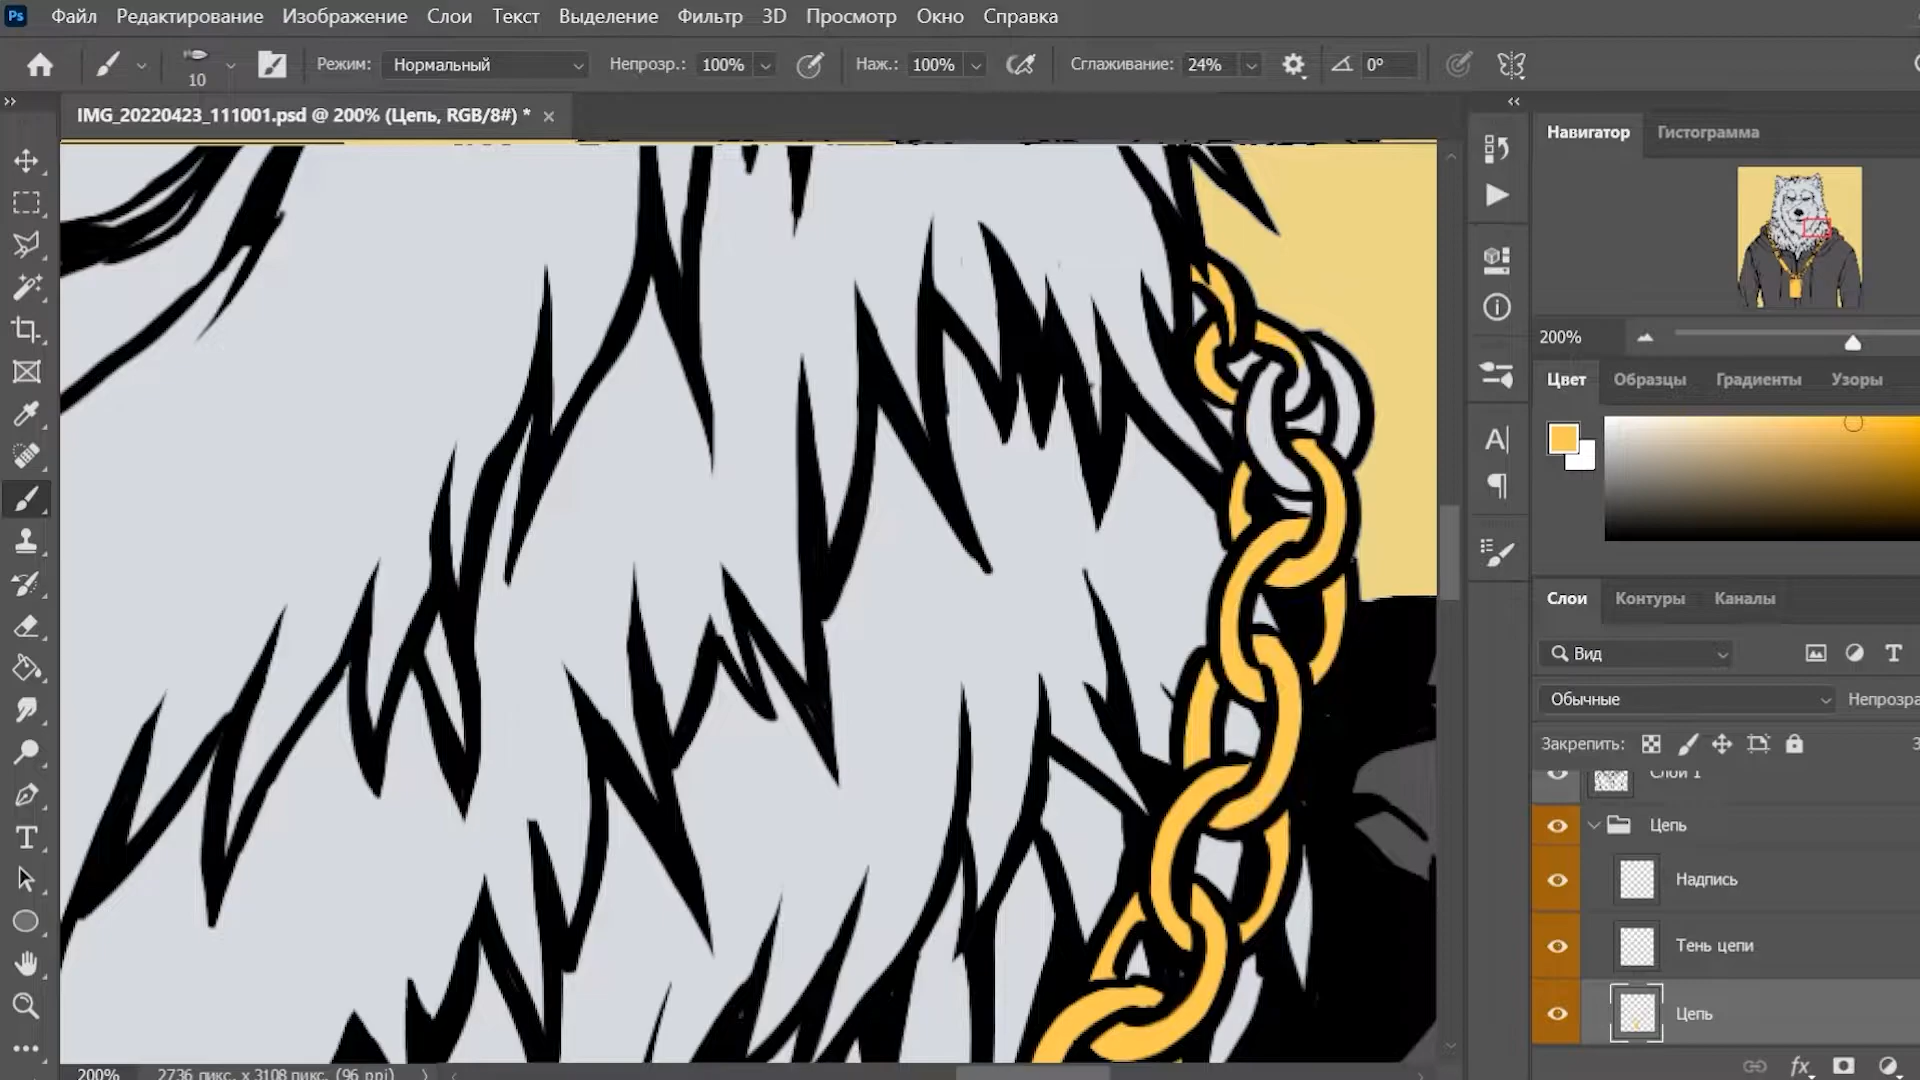 Ps Файл Редактирование Изображение Слои Текст Выделение Фильтр 3D Просмотр Окно Справка
10 Режим: Нормальный Непрозр.: 100% Наж.: 100% Сглаживание: 24% 0°
IMG_20220423_111001.psd @ 200% (Цепь, RGB/8#) * ×
Навигатор Гистограмма
200%
Цвет Образцы Градиенты Узоры
Слои Контуры Каналы
Вид
Обычные Непрозра
Закрепить: З
Слой 1
Цепь
Надпись
Тень цепи
Цепь
fx
200% 2736 пикс. x 3108 пикс. (96 ppi)